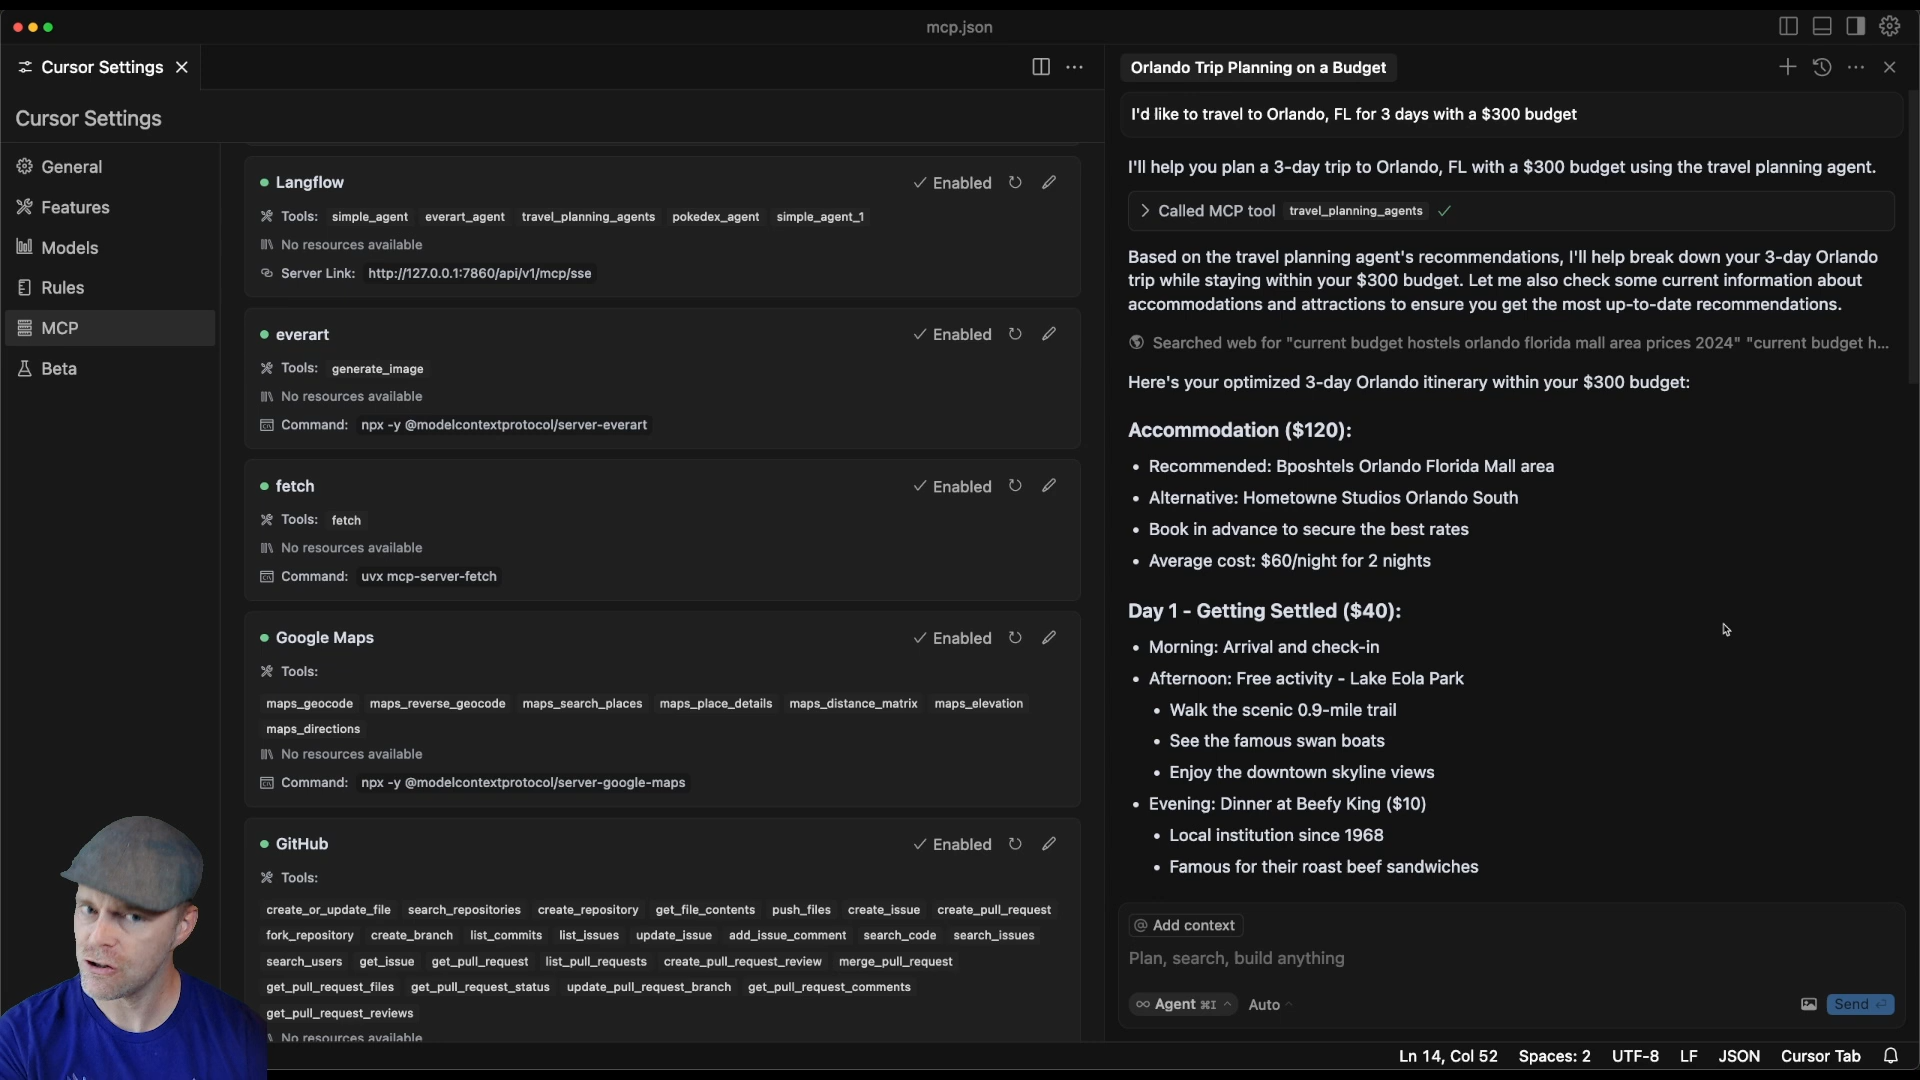 mcp.json
Cursor Settings
Orlando Trip Planning on a Budget
Cursor Settings
General
Features
Models
Rules
MCP
Beta
Langflow
Enabled
Tools: simple_agent everart_agent travel_planning_agents pokedex_agent simple_agent_1
No resources available
Server Link: http://127.0.0.1:7860/api/v1/mcp/sse
everart
Enabled
Tools: generate_image
No resources available
Command: npx -y @modelcontextprotocol/server-everart
fetch
Enabled
Tools: fetch
No resources available
Command: uvx mcp-server-fetch
Google Maps
Enabled
Tools:
maps_geocode maps_reverse_geocode maps_search_places maps_place_details maps_distance_matrix maps_elevation
maps_directions
No resources available
Command: npx -y @modelcontextprotocol/server-google-maps
GitHub
Enabled
Tools:
create_or_update_file search_repositories create_repository get_file_contents push_files create_issue create_pull_request
fork_repository create_branch list_commits list_issues update_issue add_issue_comment search_code search_issues
search_users get_issue get_pull_request list_pull_requests create_pull_request_review merge_pull_request
get_pull_request_files get_pull_request_status update_pull_request_branch get_pull_request_comments
get_pull_request_reviews
No resources available
I'd like to travel to Orlando, FL for 3 days with a $300 budget
I'll help you plan a 3-day trip to Orlando, FL with a $300 budget using the travel planning agent.
Called MCP tool travel_planning_agents
Based on the travel planning agent's recommendations, I'll help break down your 3-day Orlando
trip while staying within your $300 budget. Let me also check some current information about
accommodations and attractions to ensure you get the most up-to-date recommendations.
Searched web for "current budget hostels orlando florida mall area prices 2024" "current budget h...
Here's your optimized 3-day Orlando itinerary within your $300 budget:
Accommodation ($120):
• Recommended: Bposhtels Orlando Florida Mall area
• Alternative: Hometowne Studios Orlando South
• Book in advance to secure the best rates
• Average cost: $60/night for 2 nights
Day 1 - Getting Settled ($40):
• Morning: Arrival and check-in
• Afternoon: Free activity - Lake Eola Park
• Walk the scenic 0.9-mile trail
• See the famous swan boats
• Enjoy the downtown skyline views
• Evening: Dinner at Beefy King ($10)
• Local institution since 1968
• Famous for their roast beef sandwiches
@ Add context
Plan, search, build anything
∞ Agent ⌘I Auto
Send
Ln 14, Col 52 Spaces: 2 UTF-8 LF JSON Cursor Tab